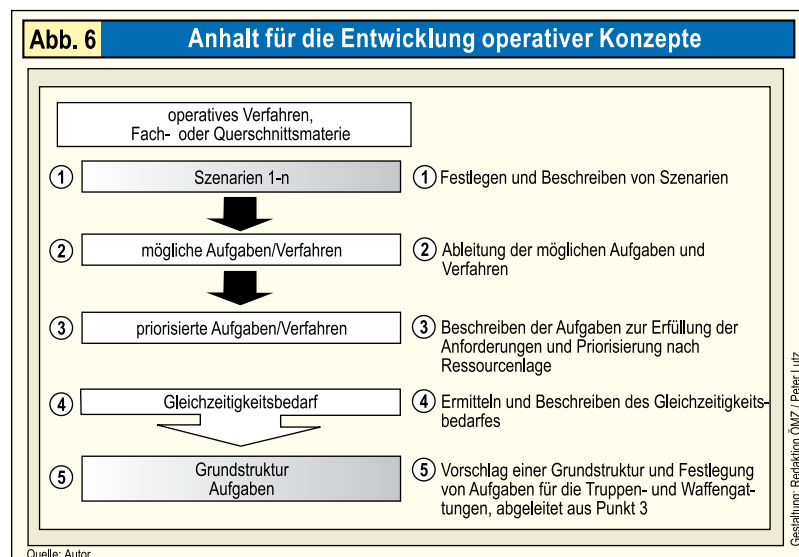 Abb. 6
Anhalt für die Entwicklung operativer Konzepte
operatives Verfahren,
Fach- oder Querschnittsmaterie
1 Szenarien 1-n
1 Festlegen und Beschreiben von Szenarien
2 mögliche Aufgaben/Verfahren
2 Ableitung der möglichen Aufgaben und
Verfahren
3 priorisierte Aufgaben/Verfahren
3 Beschreiben der Aufgaben zur Erfüllung der
Anforderungen und Priorisierung nach
Ressourcenlage
4 Gleichzeitigkeitsbedarf
4 Ermitteln und Beschreiben des Gleichzeitigkeits-
bedarfes
5 Grundstruktur
Aufgaben
5 Vorschlag einer Grundstruktur und Festlegung
von Aufgaben für die Truppen- und Waffengat-
tungen, abgeleitet aus Punkt 3
Quelle: Autor
Gestaltung: Redaktion ÖMZ / Peter Lutz